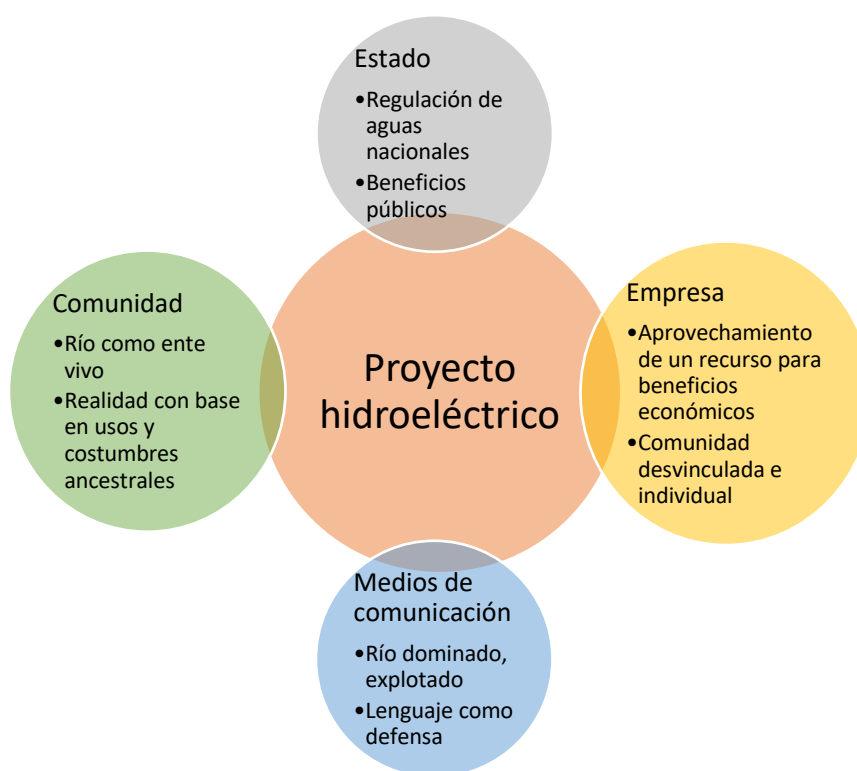 Estado
•Regulación de
aguas
nacionales
•Beneficios
públicos
Comunidad
•Río como ente
vivo
•Realidad con base
en usos y
costumbres
ancestrales
Proyecto
hidroeléctrico
Empresa
•Aprovechamiento
de un recurso para
beneficios
económicos
•Comunidad
desvinculada e
individual
Medios de
comunicación
•Río dominado,
explotado
•Lenguaje como
defensa